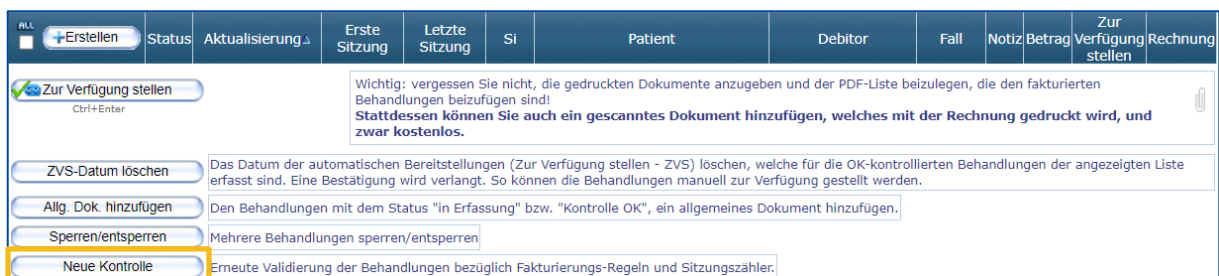 ALL +Erstellen Status Aktualisierung Erste Sitzung Letzte Sitzung Si Patient Debitor Fall Notiz Betrag Zur Verfügung stellen Rechnung
Zur Verfügung stellen
Ctrl+Enter
Wichtig: vergessen Sie nicht, die gedruckten Dokumente anzugeben und der PDF-Liste beizulegen, die den fakturierten
Behandlungen beizufügen sind!
Stattdessen können Sie auch ein gescanntes Dokument hinzufügen, welches mit der Rechnung gedruckt wird, und
zwar kostenlos.
ZVS-Datum löschen
Das Datum der automatischen Bereitstellungen (Zur Verfügung stellen - ZVS) löschen, welche für die OK-kontrollierten Behandlungen der angezeigten Liste
erfasst sind. Eine Bestätigung wird verlangt. So können die Behandlungen manuell zur Verfügung gestellt werden.
Allg. Dok. hinzufügen Den Behandlungen mit dem Status "in Erfassung" bzw. "Kontrolle OK", ein allgemeines Dokument hinzufügen.
Sperren/entsperren Mehrere Behandlungen sperren/entsperren
Neue Kontrolle Erneute Validierung der Behandlungen bezüglich Fakturierungs-Regeln und Sitzungszähler.